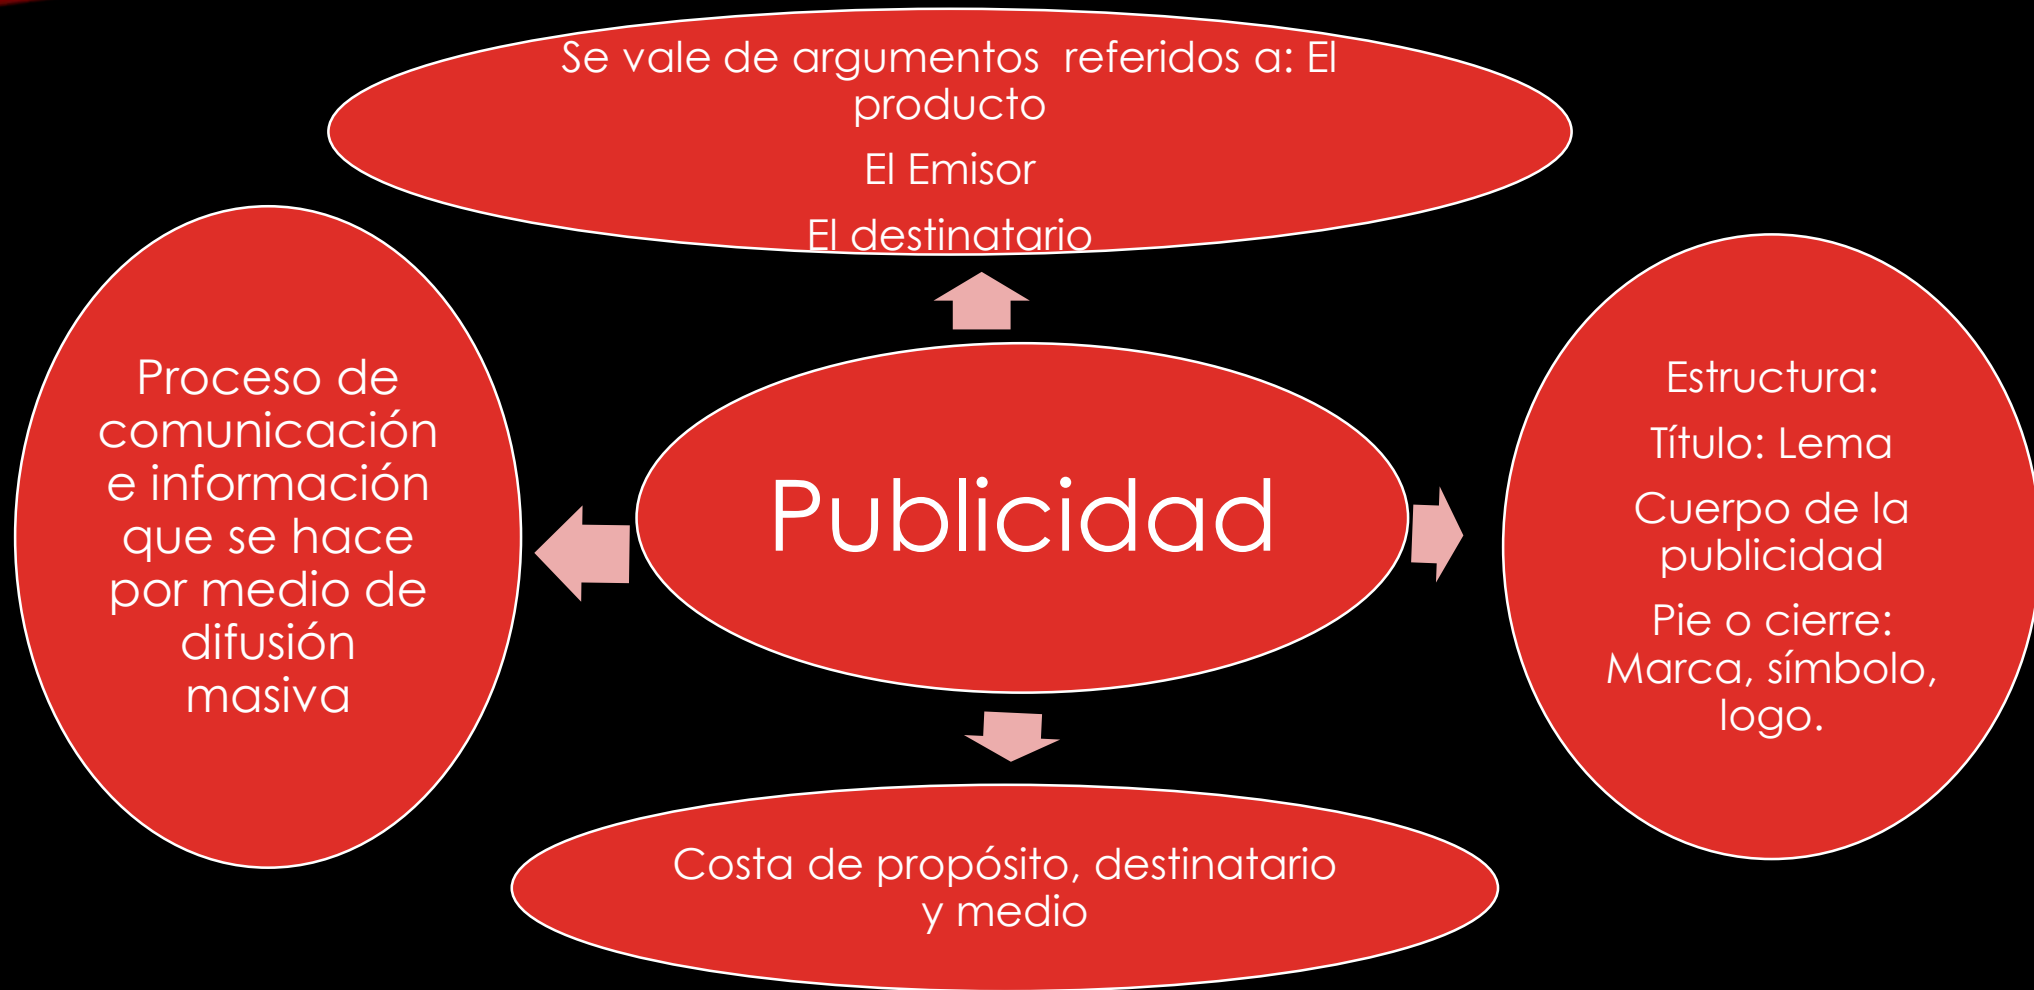 Se vale de argumentos  referidos a: El
producto
El Emisor
El destinatario
Proceso de
comunicación
e información
que se hace
por medio de
difusión
masiva
Publicidad
Estructura:
Título: Lema
Cuerpo de la
publicidad
Pie o cierre:
Marca, símbolo,
logo.
Costa de propósito, destinatario
y medio